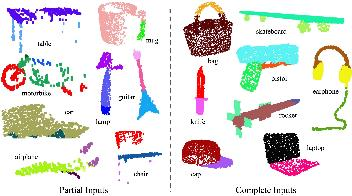 table
mug
motorbike
guitar
car
lamp
airplane
chair
Partial Inputs
skateboard
bag
pistol
earphone
knife
rocket
laptop
cap
Complete Inputs